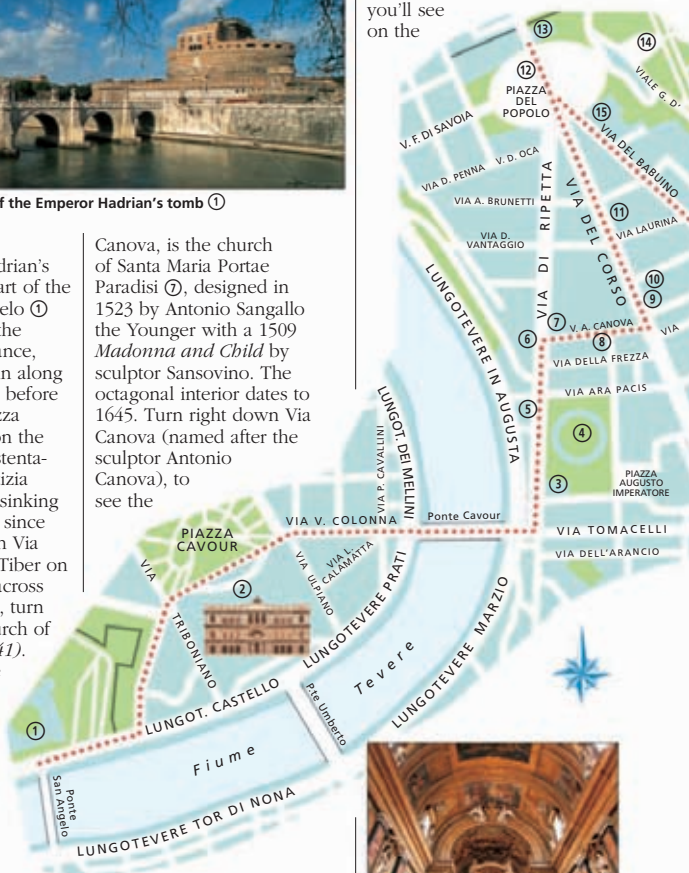 you'll see
on the
f the Emperor Hadrian's tomb ①
drian's
art of the
elo ①
the
ance,
n along
before
zza
on the
stenta-
izia
sinking
since
n Via
Tiber on
across
, turn
urch of
41).
Canova, is the church
of Santa Maria Portae
Paradisi ⑦, designed in
1523 by Antonio Sangallo
the Younger with a 1509
Madonna and Child by
sculptor Sansovino. The
octagonal interior dates to
1645. Turn right down Via
Canova (named after the
sculptor Antonio
Canova), to
see the
⑬
⑭
⑫
PIAZZA
DEL
POPOLO
VIALE G. D'
⑮
V. F. DI SAVOIA
VIA DEL BABUINO
V. D. OCA
VIA D. PENNA
VIA A. BRUNETTI
VIA DI RIPETTA
VIA DEL CORSO
⑪
VIA LAURINA
VIA D.
VANTAGGIO
⑩
⑨
LUNGOTEVERE IN AUGUSTA
⑦
V. A. CANOVA
VIA
⑥
⑧
VIA DELLA FREZZA
VIA ARA PACIS
⑤
④
③
PIAZZA
AUGUSTO
IMPERATORE
LUNGOT. DEI MELLINI
VIA P. CAVALLINI
VIA V. COLONNA
Ponte Cavour
VIA TOMACELLI
VIA DELL'ARANCIO
PIAZZA
CAVOUR
VIA
TRIBONIANO
②
VIA ULPIANO
VIA L.
CALAMATTA
LUNGOTEVERE PRATI
LUNGOTEVERE MARZIO
LUNGOT. CASTELLO
P.te Umberto
Tevere
Fiume
①
Ponte
San Angelo
LUNGOTEVERE TOR DI NONA